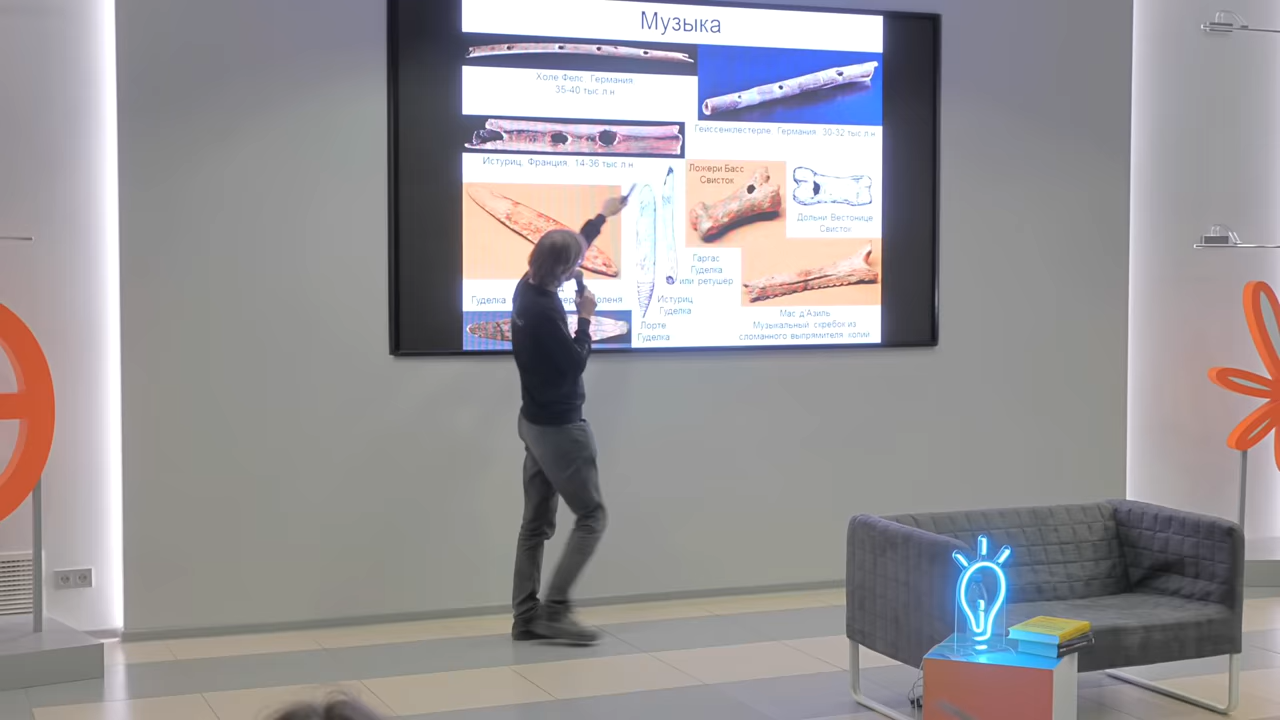 Музыка
Холе Фелс. Германия
35-40 тыс.л.н
Гейссенклестерле. Германия. 30-32 тыс.л.н
Истуриц. Франция. 14-36 тыс.л.н
Ложери Басс
Свисток
Дольни Вестонице
Свисток
Гаргас
Гуделка
или ретушер
Гуделка
оленя
Истуриц
Гуделка
Лорте
Гуделка
Мас д'Азиль
Музыкальный скребок из
сломанного выпрямителя копий